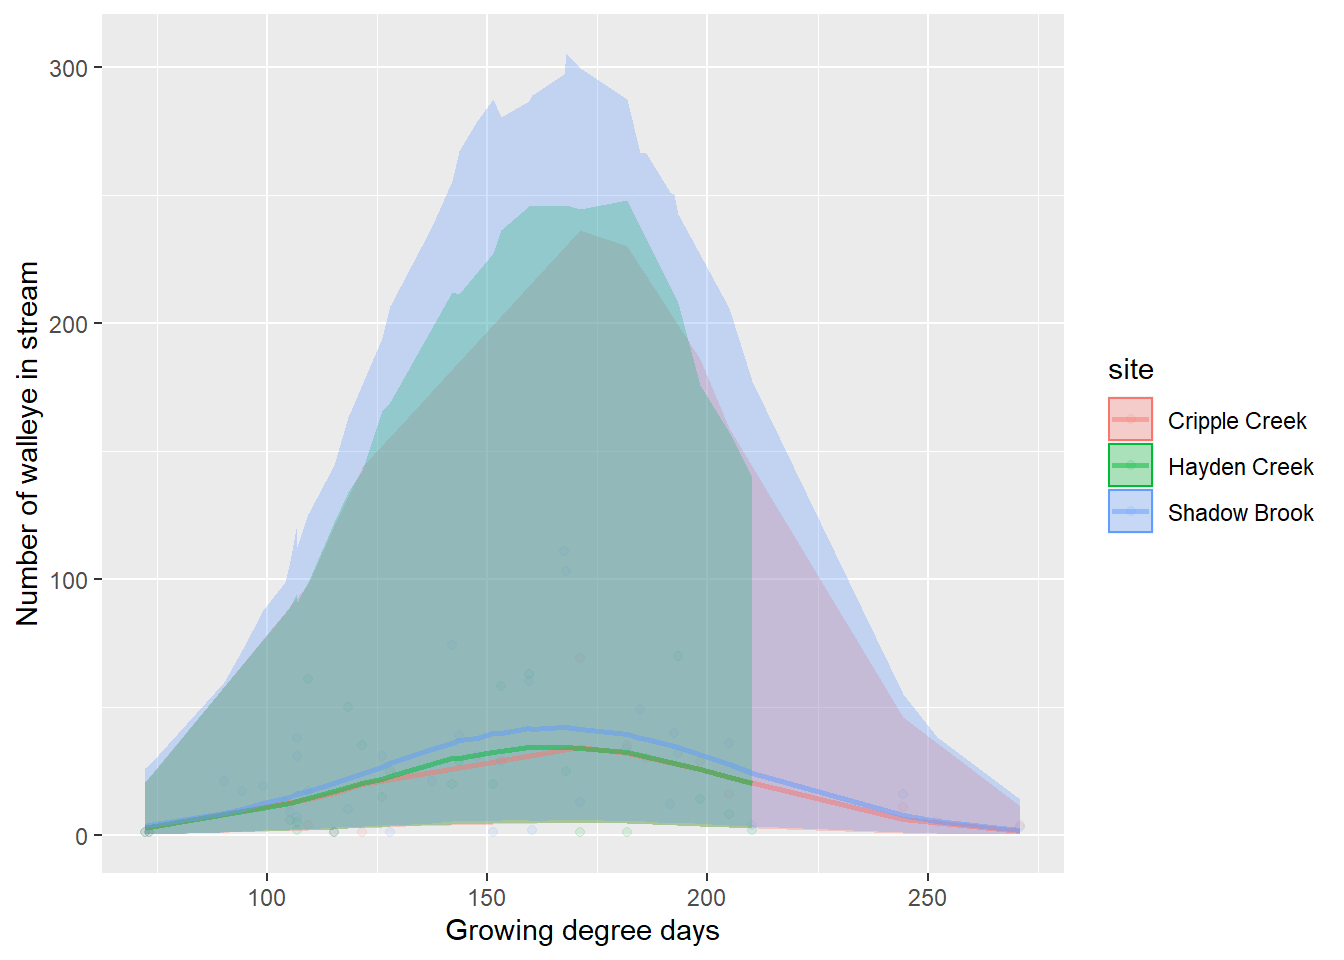 300
200
100
0
Number of walleye in stream
100
150
200
250
Growing degree days
site
Cripple Creek
Hayden Creek
Shadow Brook